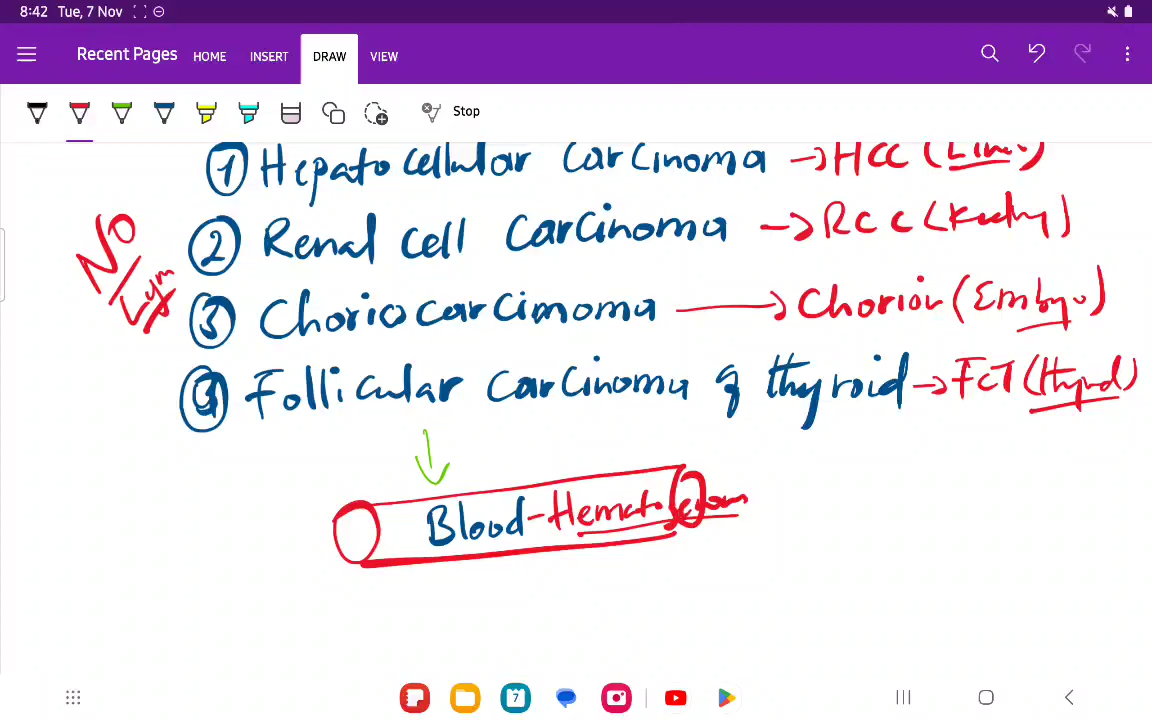 8:42 Tue, 7 Nov
Recent Pages HOME INSERT DRAW VIEW
Stop
① Hepatocellular carcinoma → HCC (Liver)
No
② Renal cell carcinoma → RCC (Kidney)
③ Choriocarcinoma → Chorion (Embryo)
④ Follicular carcinoma of thyroid → FCT (thyroid)
Blood - Hemato
7